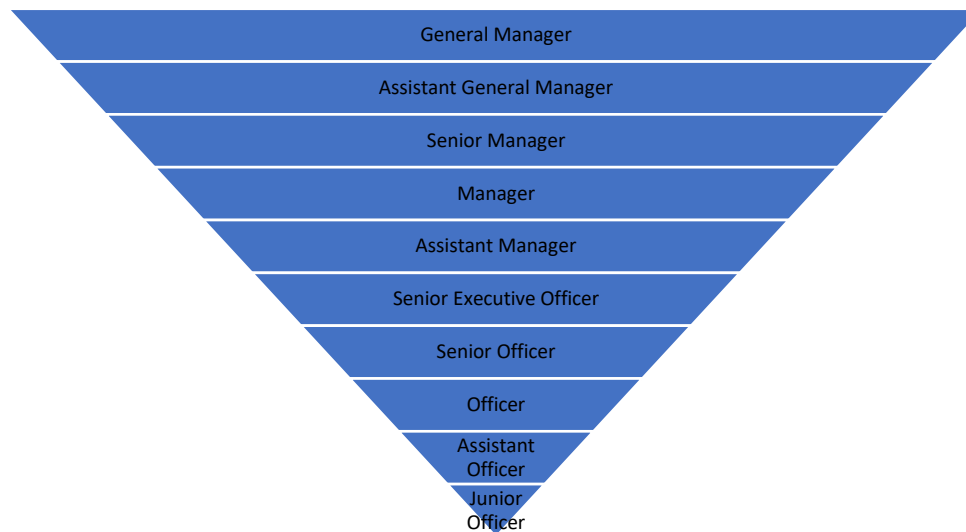 General Manager
Assistant General Manager
Senior Manager
Manager
Assistant Manager
Senior Executive Officer
Senior Officer
Officer
Assistant
Officer
Junior
Officer